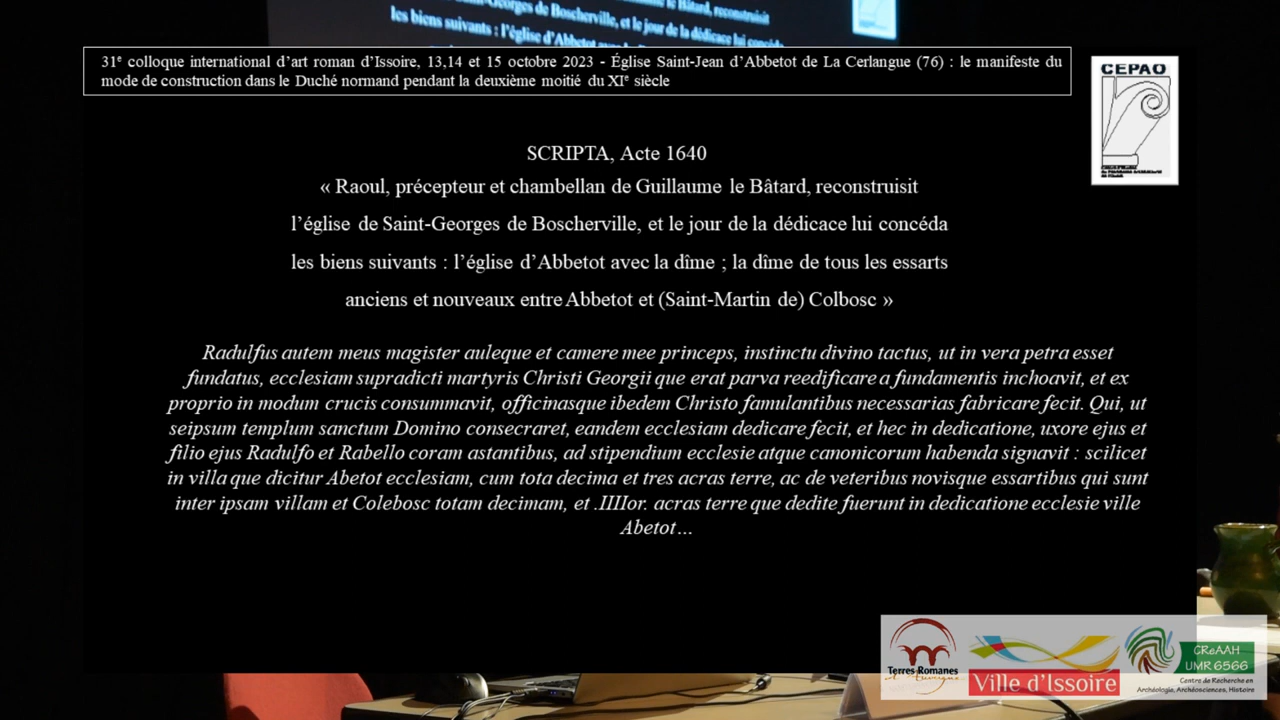 les biens suivants : l'église d'Abbetot avec la
31e colloque international d'art roman d'Issoire, 13,14 et 15 octobre 2023 - Église Saint-Jean d'Abbetot de La Cerlangue (76) : le manifeste du
mode de construction dans le Duché normand pendant la deuxième moitié du XIe siècle
CEPAO
SCRIPTA, Acte 1640
« Raoul, précepteur et chambellan de Guillaume le Bâtard, reconstruisit
l'église de Saint-Georges de Boscherville, et le jour de la dédicace lui concéda
les biens suivants : l'église d'Abbetot avec la dîme ; la dîme de tous les essarts
anciens et nouveaux entre Abbetot et (Saint-Martin de) Colbosc »
Radulfus autem meus magister auleque et camere mee princeps, instinctu divino tactus, ut in vera petra esset
fundatus, ecclesiam supradicti martyris Christi Georgii que erat parva reedificare a fundamentis inchoavit, et ex
proprio in modum crucis consummavit, officinasque ibedem Christo famulantibus necessarias fabricare fecit. Qui, ut
seipsum templum sanctum Domino consecraret, eandem ecclesiam dedicare fecit, et hec in dedicatione, uxore ejus et
filio ejus Radulfo et Rabello coram astantibus, ad stipendium ecclesie atque canonicorum habenda signavit : scilicet
in villa que dicitur Abetot ecclesiam, cum tota decima et tres acras terre, ac de veteribus novisque essartibus qui sunt
inter ipsam villam et Colebosc totam decimam, et .IIIIor. acras terre que dedite fuerunt in dedicatione ecclesie ville
Abetot…
Terres Romanes
d'Auvergne
Ville d'Issoire
CReAAH
UMR 6566
Centre de Recherche en
Archéologie, Archéosciences, Histoire